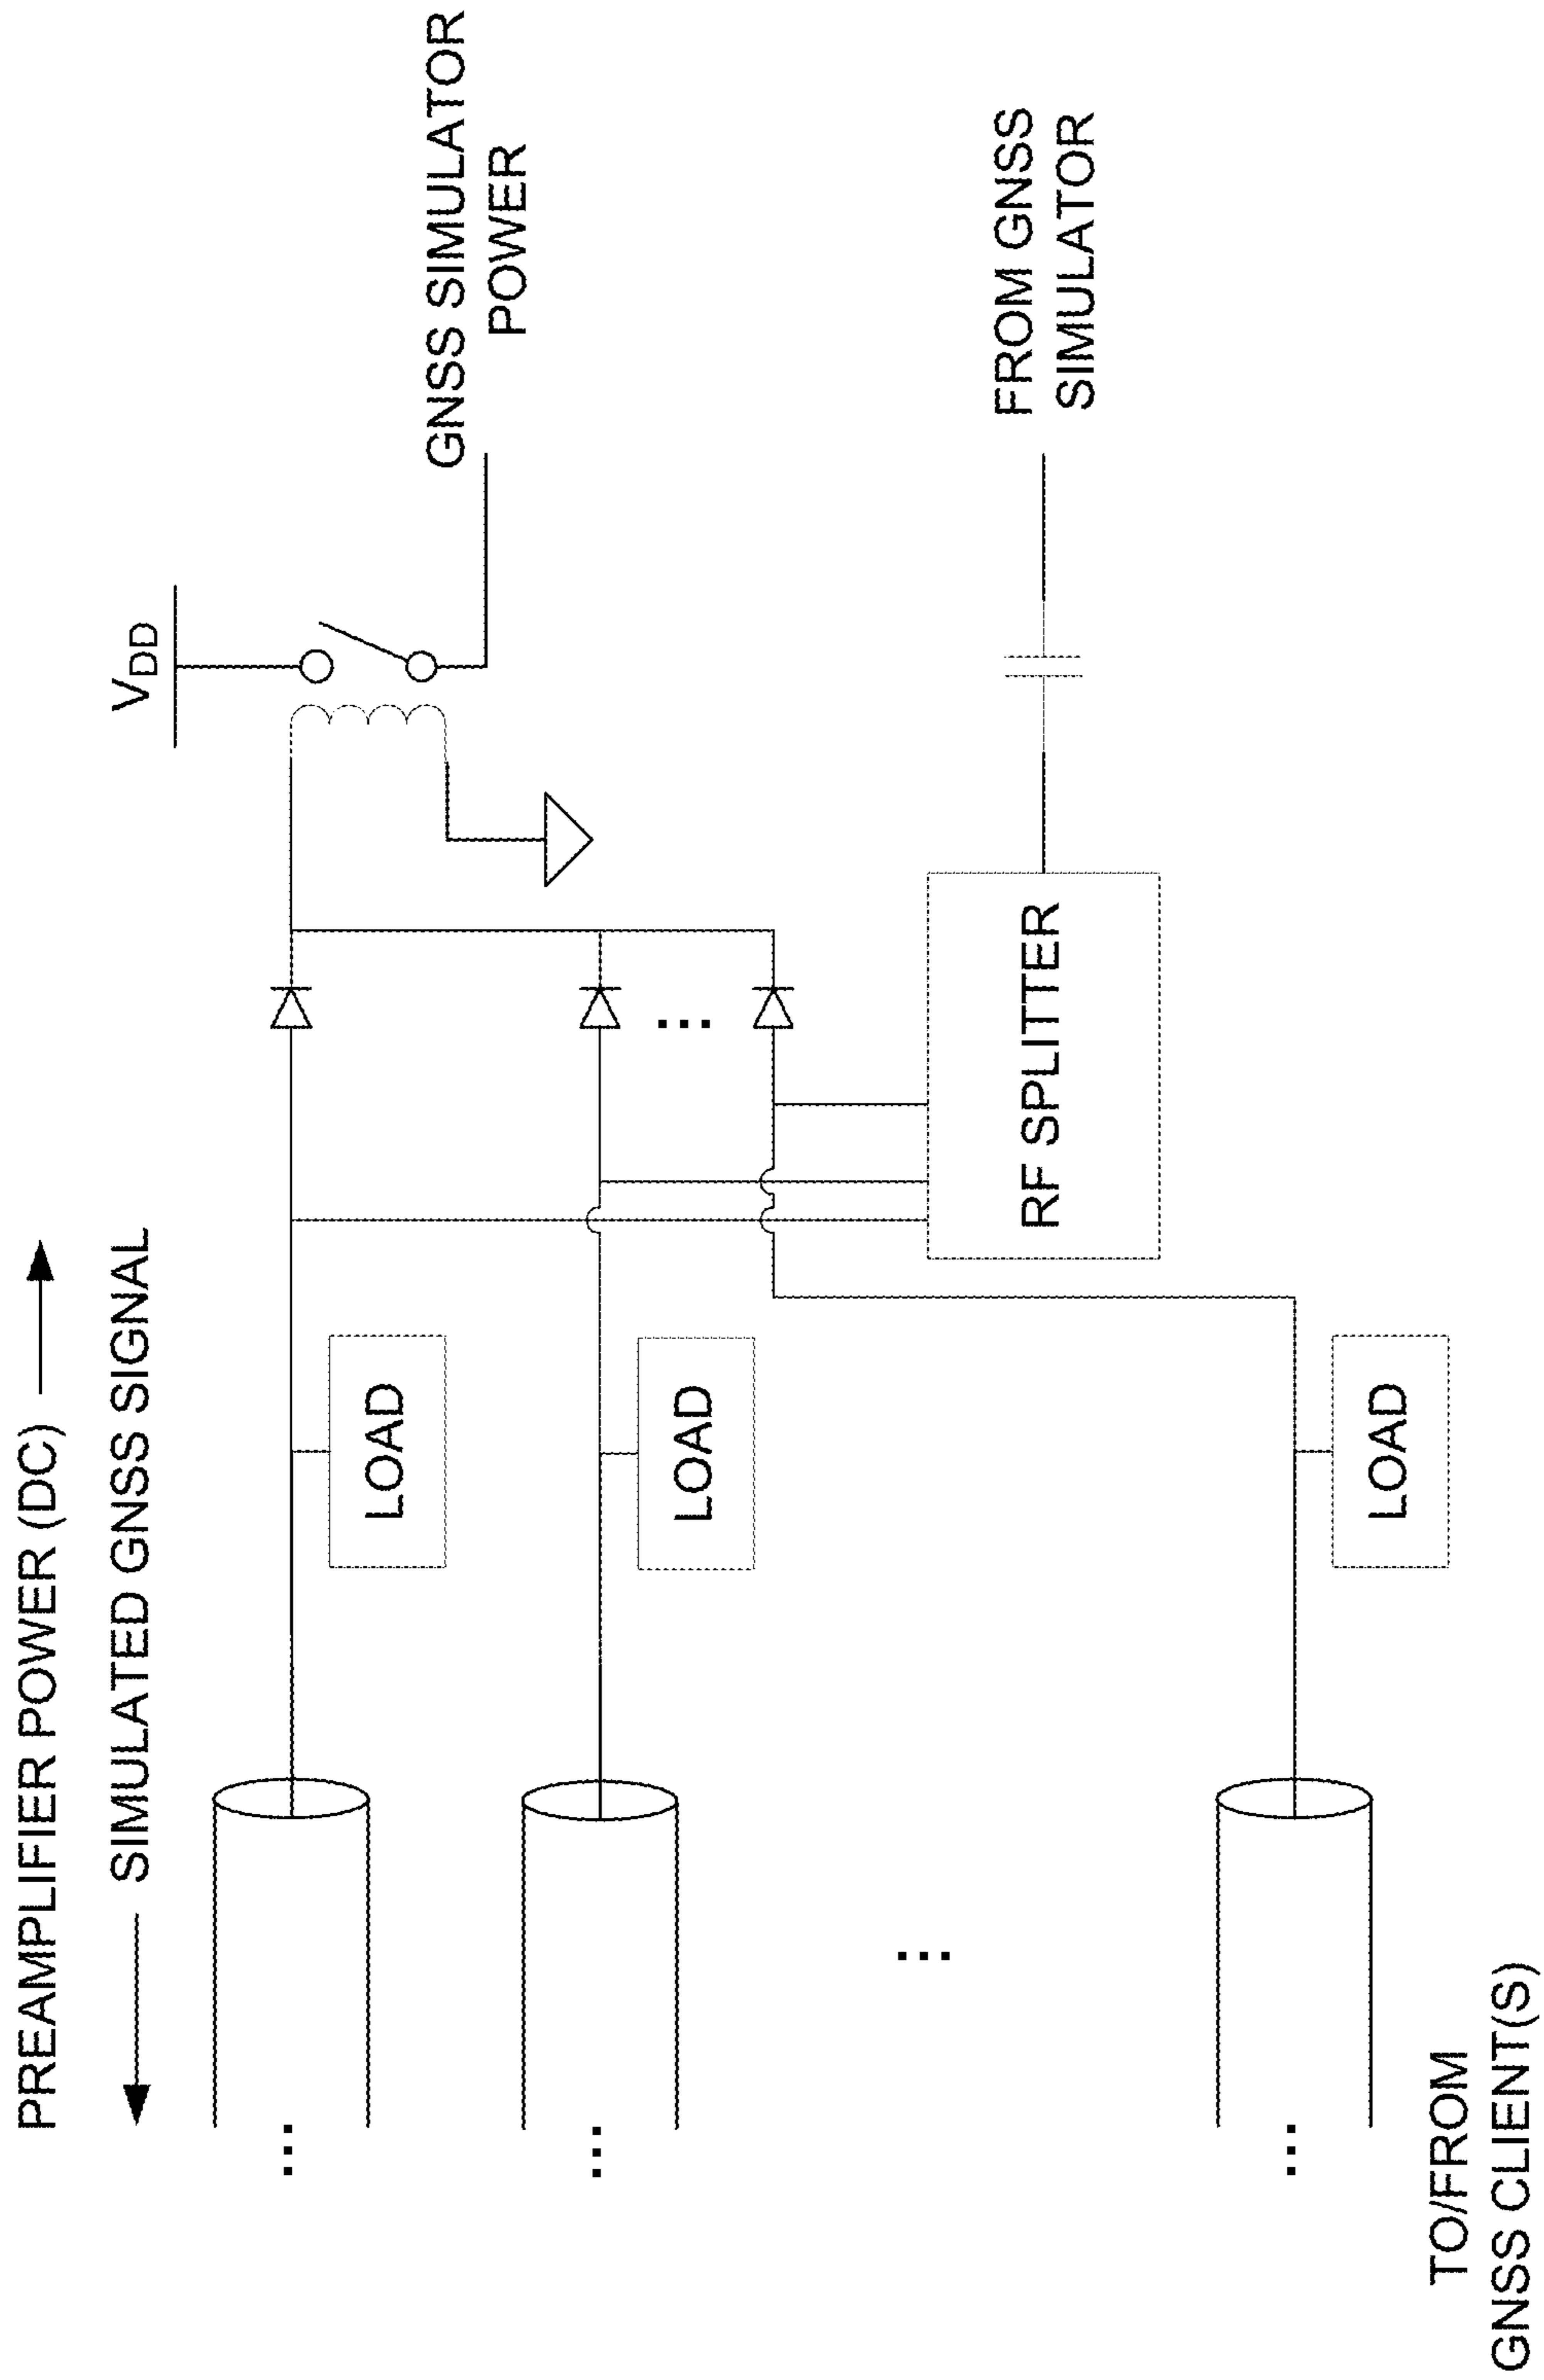 PREAMPLIFIER POWER (DC)
SIMULATED GNSS SIGNAL
VDD
GNSS SIMULATOR
POWER
LOAD
LOAD
...
RF SPLITTER
FROM GNSS
SIMULATOR
LOAD
...
...
...
...
TO/FROM
GNSS CLIENT(S)